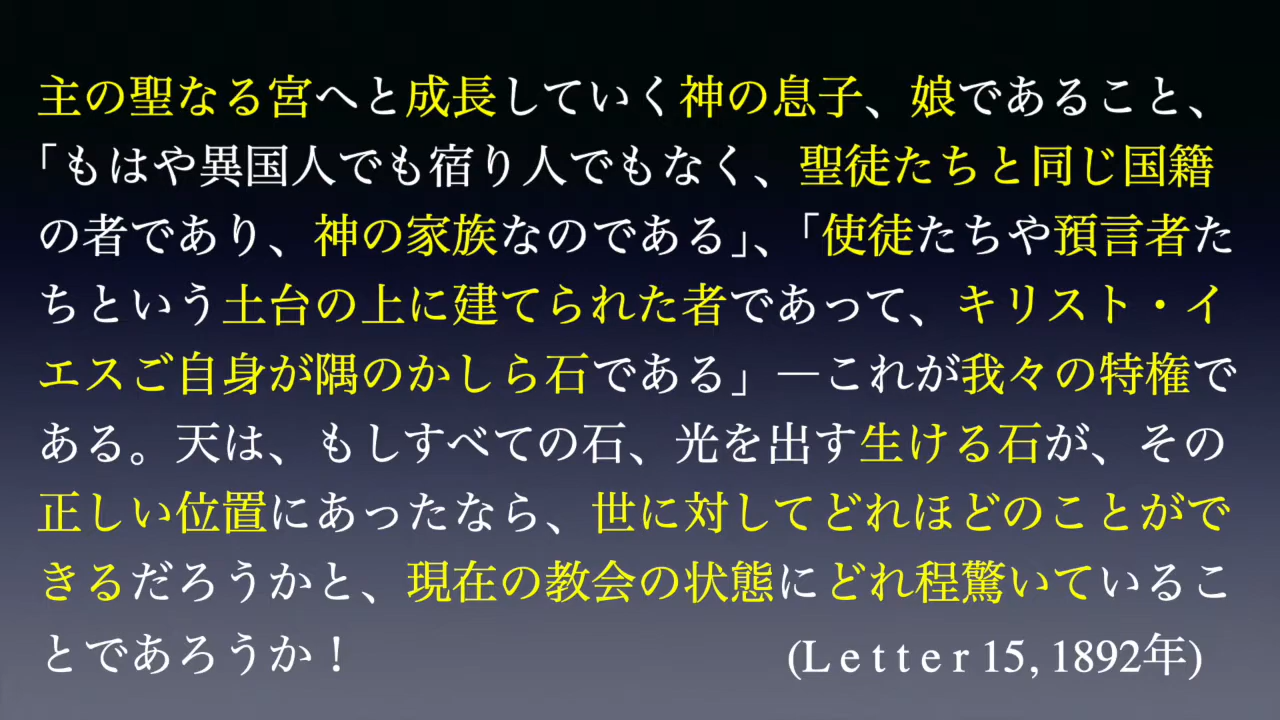 主の聖なる宮へと成長していく神の息子、娘であること、
「もはや異国人でも宿り人でもなく、聖徒たちと同じ国籍
の者であり、神の家族なのである」、「使徒たちや預言者た
ちという土台の上に建てられた者であって、キリスト・イ
エスご自身が隅のかしら石である」―これが我々の特権で
ある。天は、もしすべての石、光を出す生ける石が、その
正しい位置にあったなら、世に対してどれほどのことがで
きるだろうかと、現在の教会の状態にどれ程驚いているこ
とであろうか！ (Letter 15, 1892年)